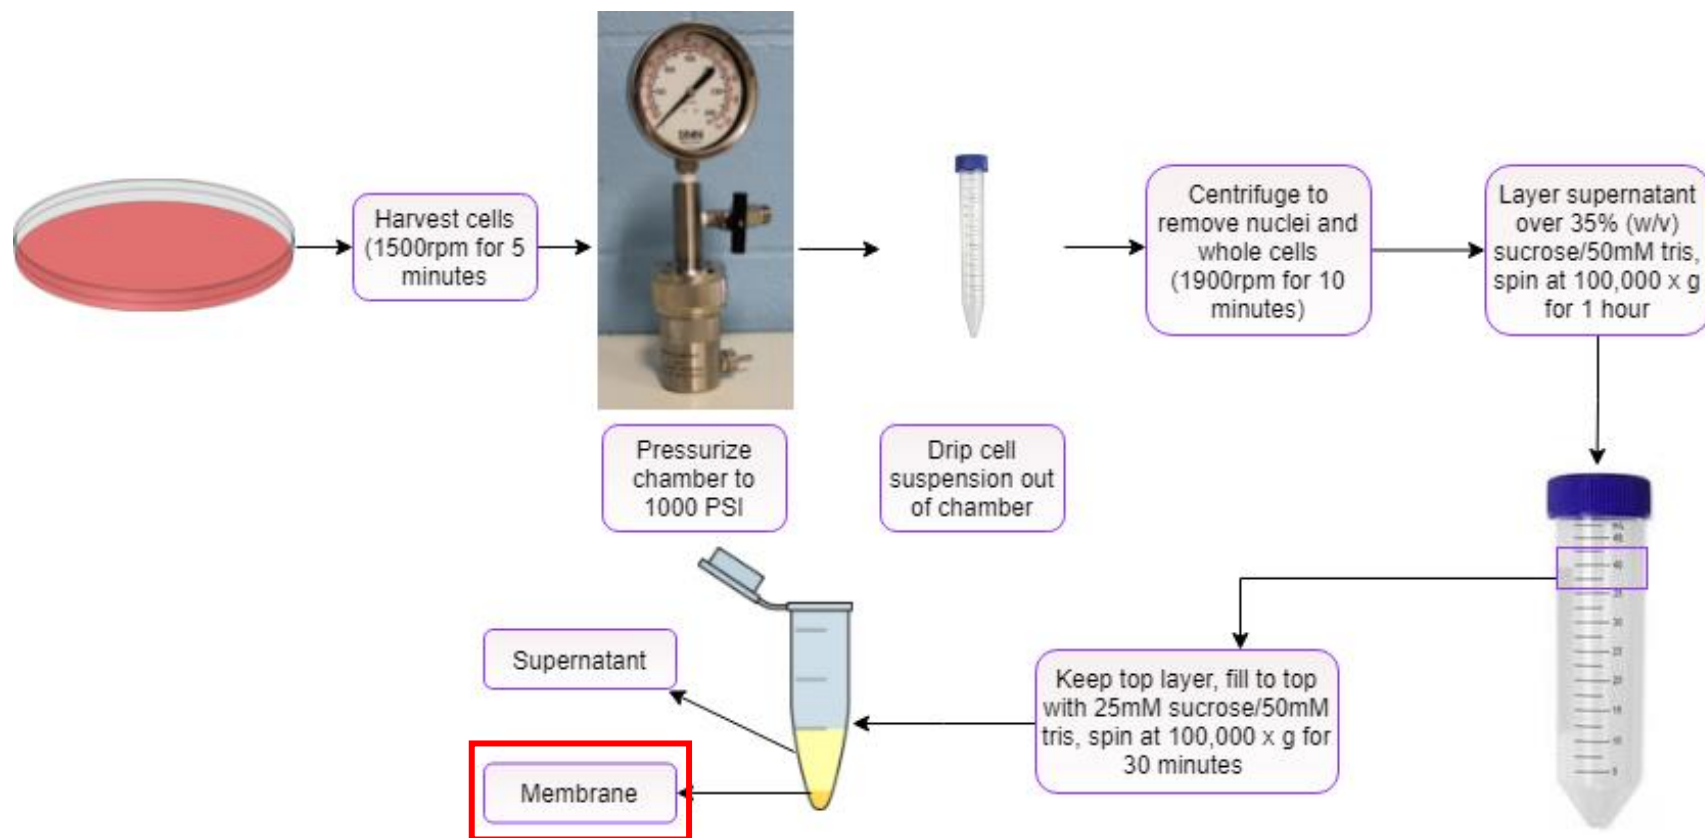 Harvest cells
(1500rpm for 5
minutes
Pressurize
chamber to
1000 PSI
Drip cell
suspension out
of chamber
Centrifuge to
remove nuclei and
whole cells
(1900rpm for 10
minutes)
Layer supernatant
over 35% (w/v)
sucrose/50mM tris,
spin at 100,000 x g
for 1 hour
Keep top layer, fill to top
with 25mM sucrose/50mM
tris, spin at 100,000 x g for
30 minutes
Supernatant
Membrane
40
30
20